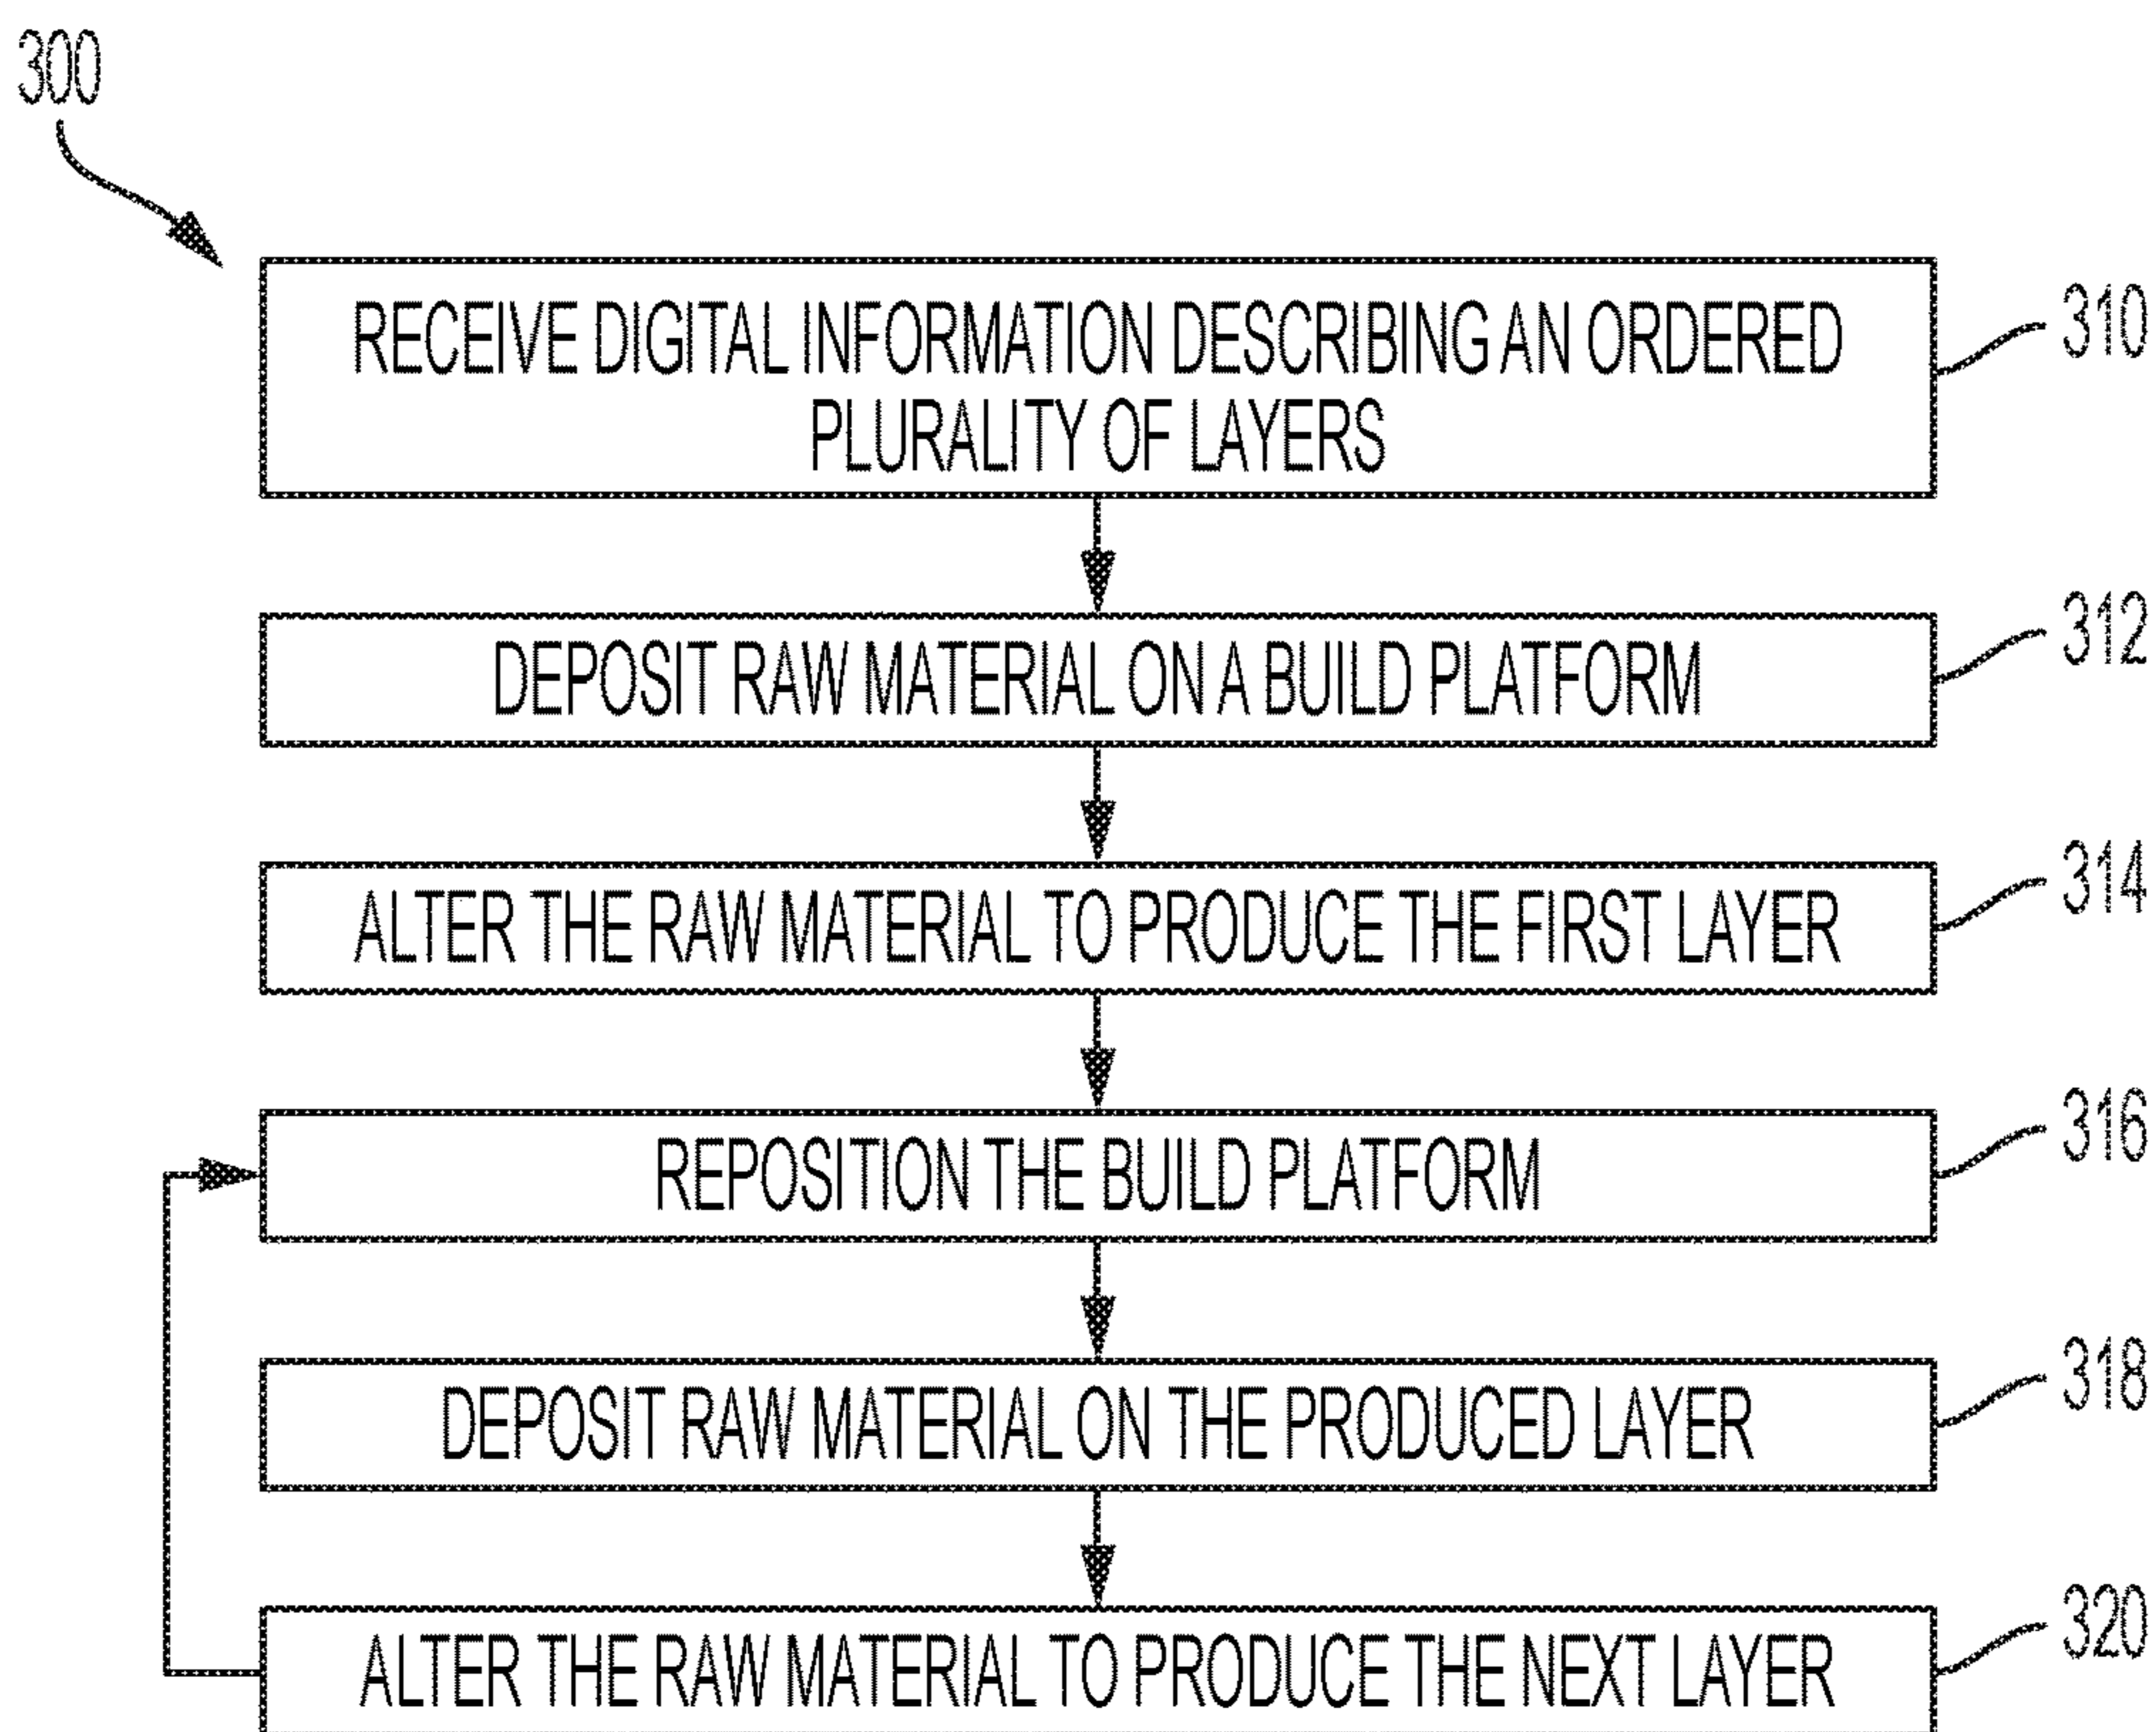 300
RECEIVE DIGITAL INFORMATION DESCRIBING AN ORDERED
PLURALITY OF LAYERS
310
DEPOSIT RAW MATERIAL ON A BUILD PLATFORM
312
ALTER THE RAW MATERIAL TO PRODUCE THE FIRST LAYER
314
REPOSITION THE BUILD PLATFORM
316
DEPOSIT RAW MATERIAL ON THE PRODUCED LAYER
318
ALTER THE RAW MATERIAL TO PRODUCE THE NEXT LAYER
320